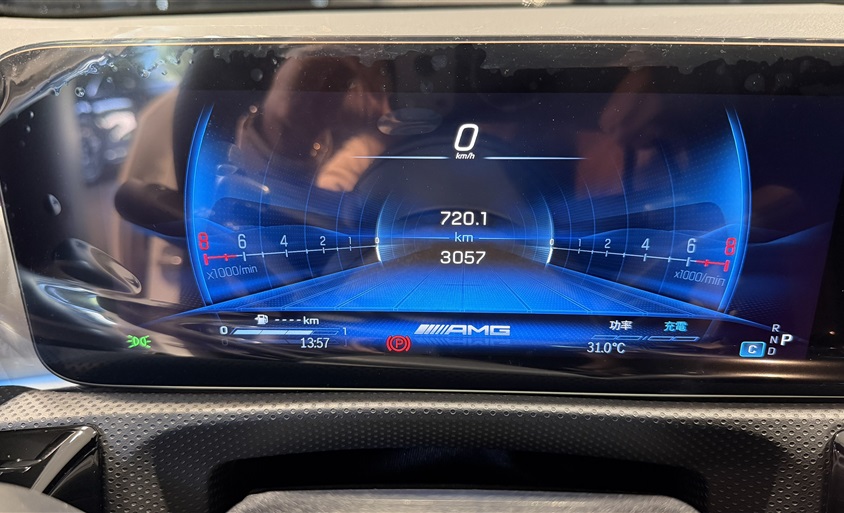 0
km/h
720.1
km
3057
8 6 4 2 1 0
0 1 2 4 6 8
x1000/min
x1000/min
----km
0 1
13:57
P
AMG
功率 充電
31.0°C
C
R
N P
D